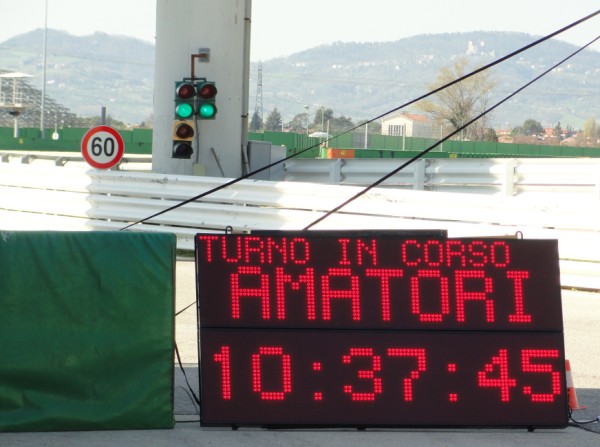 60
TURNO IN CORSO
AMATORI
10:37:45